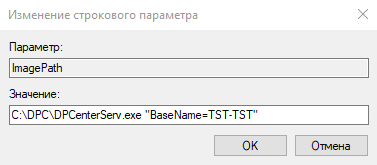 Изменение строкового параметра
Параметр:
ImagePath
Значение:
C:\DPC\DPCenterServ.exe "BaseName=TST-TST"
OK
Отмена